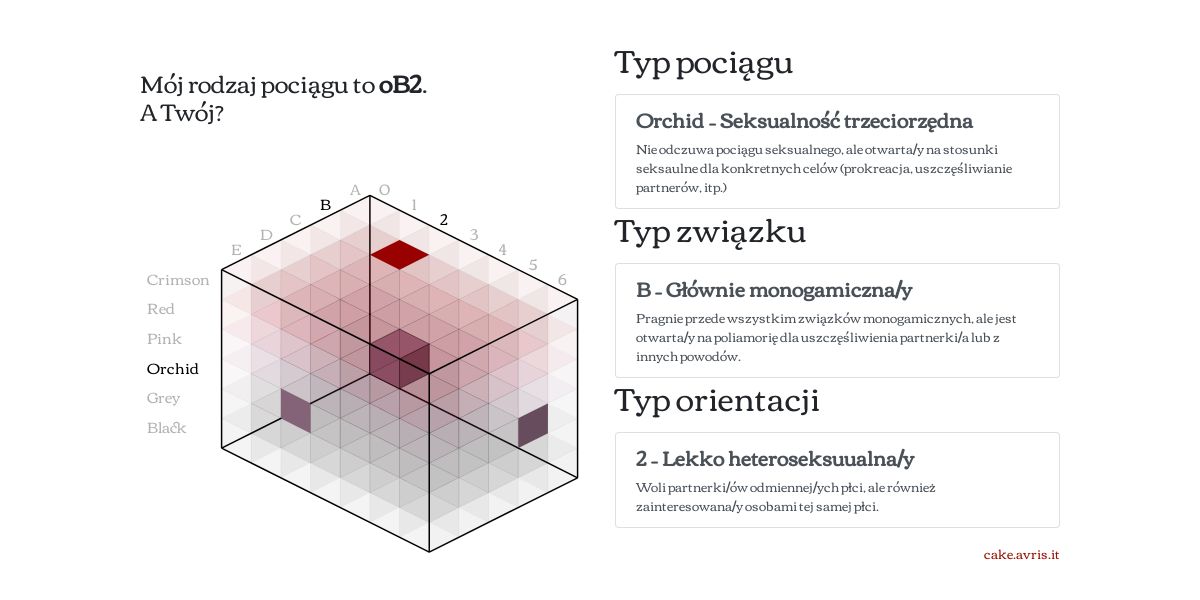 Mój rodzaj pociągu to oB2.
A Twój?
A O
B 1
C 2
D 3
E 4
5
6
Crimson
Red
Pink
Orchid
Grey
Black
Typ pociągu
Orchid – Seksualność trzeciorzędna
Nie odczuwa pociągu seksualnego, ale otwarta/y na stosunki
seksaulne dla konkretnych celów (prokreacja, uszczęśliwianie
partnerów, itp.)
Typ związku
B – Głównie monogamiczna/y
Pragnie przede wszystkim związków monogamicznych, ale jest
otwarta/y na poliamorię dla uszczęśliwienia partnerki/a lub z
innych powodów.
Typ orientacji
2 – Lekko heteroseksuualna/y
Woli partnerki/ów odmiennej/ych płci, ale również
zainteresowana/y osobami tej samej płci.
cake.avris.it